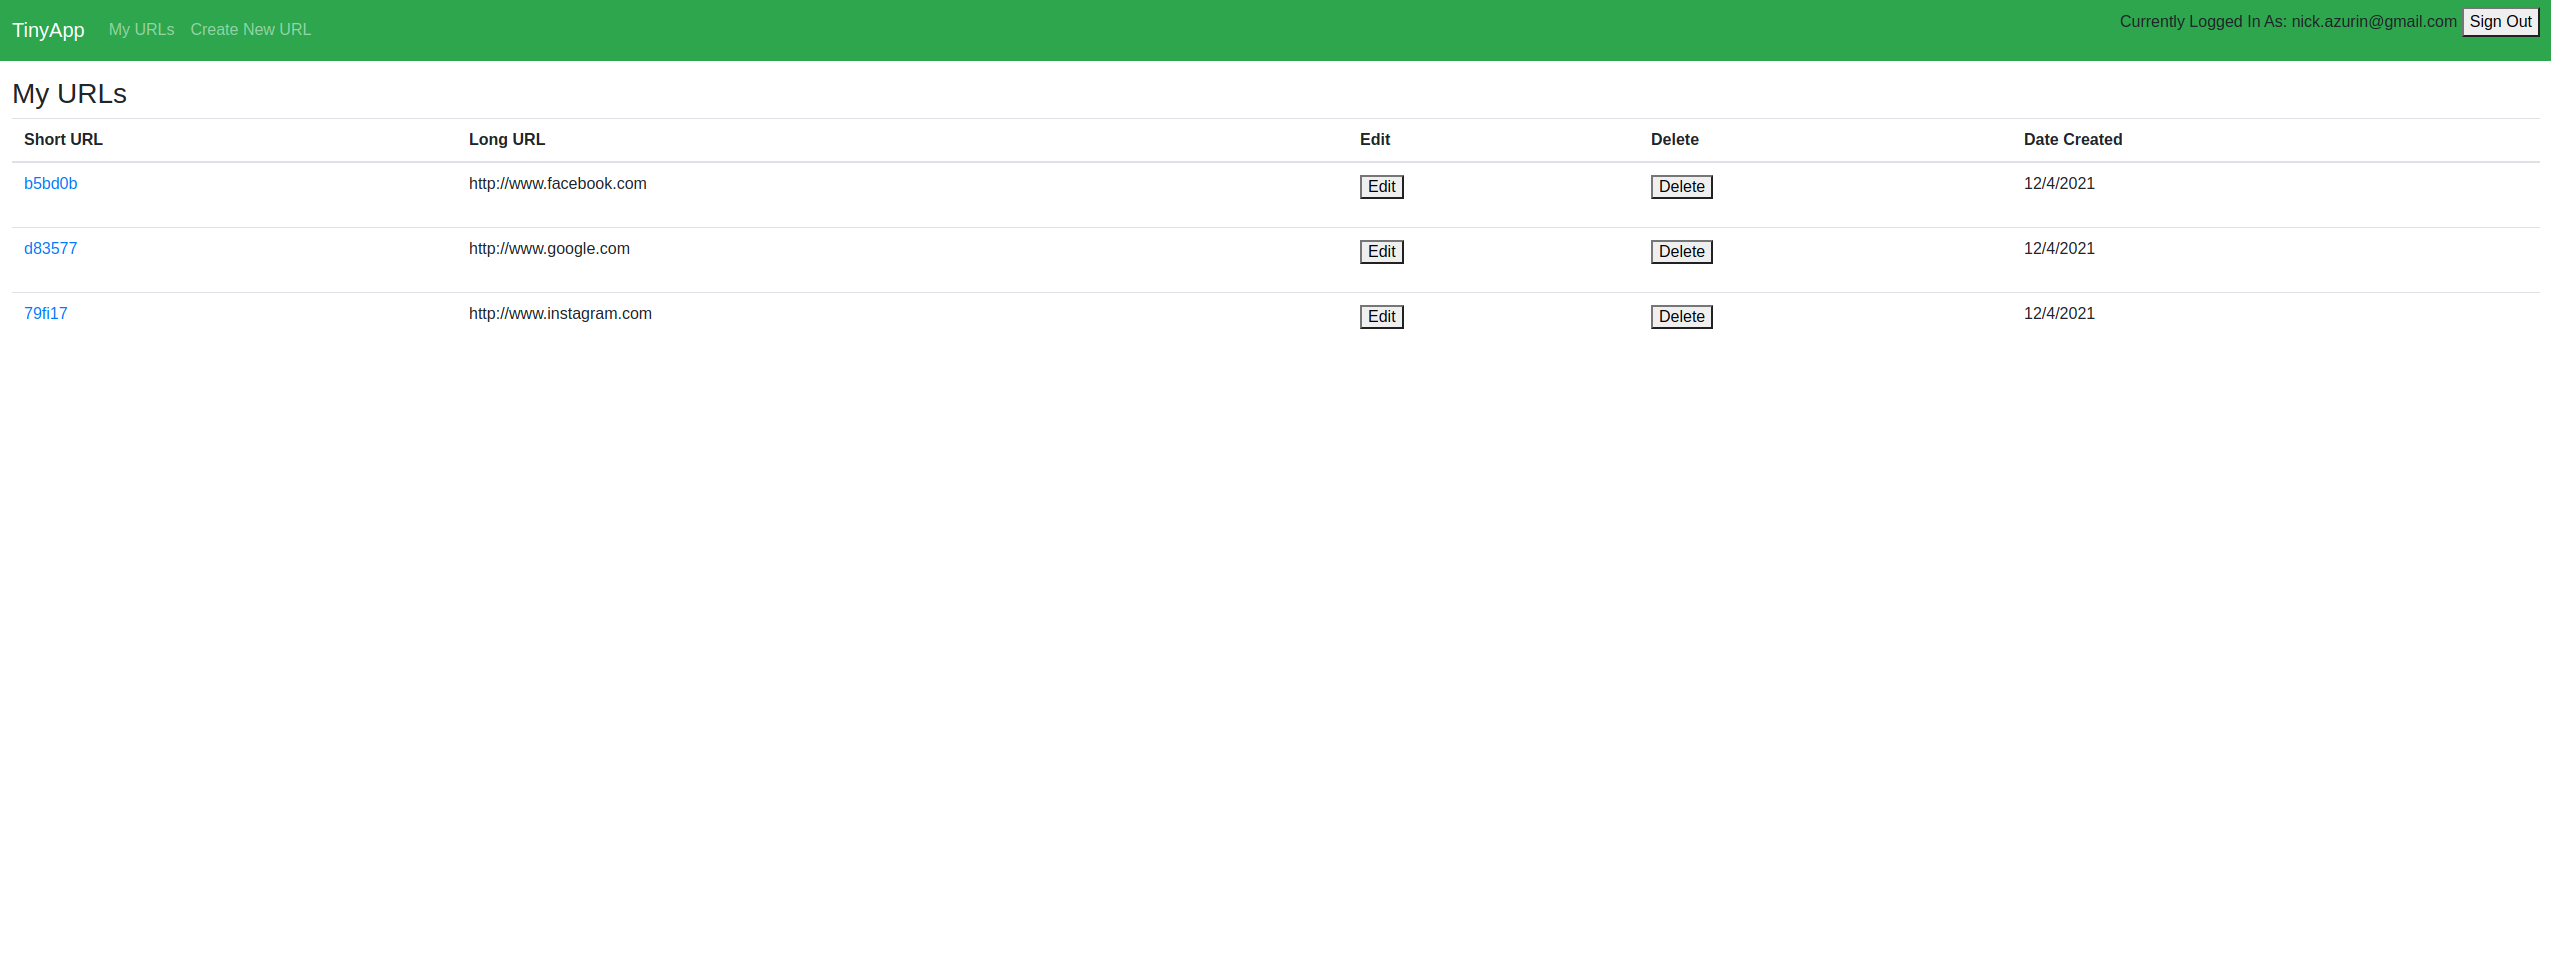 TinyApp My URLs Create New URL Currently Logged In As: nick.azurin@gmail.com Sign Out
My URLs
Short URL Long URL Edit Delete Date Created
b5bd0b http://www.facebook.com Edit Delete 12/4/2021
d83577 http://www.google.com Edit Delete 12/4/2021
79fi17 http://www.instagram.com Edit Delete 12/4/2021